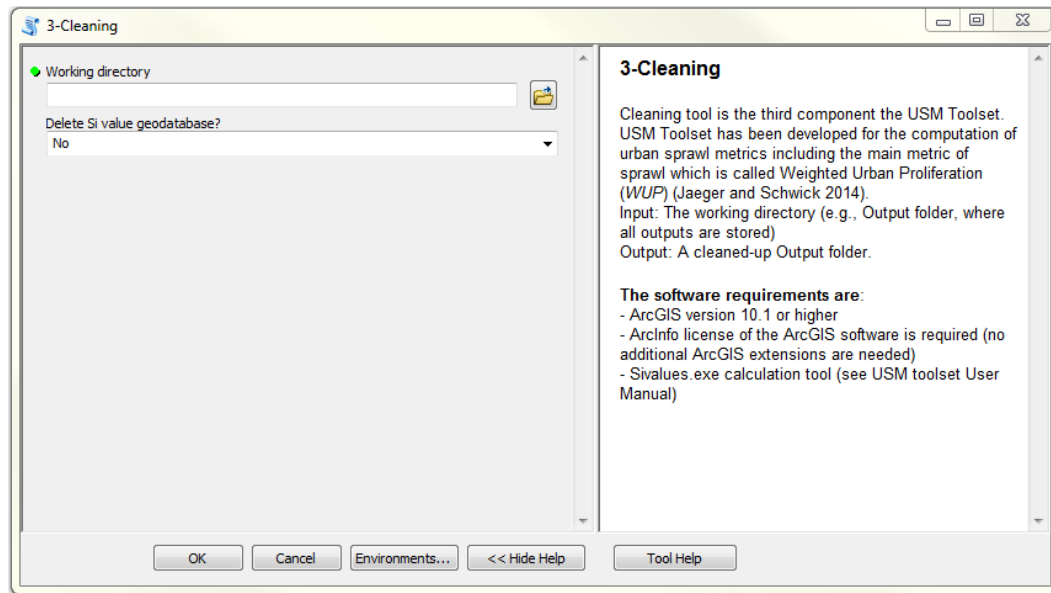 3-Cleaning
Working directory
Delete Si value geodatabase?
No
OK
Cancel
Environments...
<< Hide Help
3-Cleaning
Cleaning tool is the third component the USM Toolset.
USM Toolset has been developed for the computation of
urban sprawl metrics including the main metric of
sprawl which is called Weighted Urban Proliferation
(WUP) (Jaeger and Schwick 2014).
Input: The working directory (e.g., Output folder, where
all outputs are stored)
Output: A cleaned-up Output folder.
The software requirements are:
- ArcGIS version 10.1 or higher
- ArcInfo license of the ArcGIS software is required (no
additional ArcGIS extensions are needed)
- Sivalues.exe calculation tool (see USM toolset User
Manual)
Tool Help